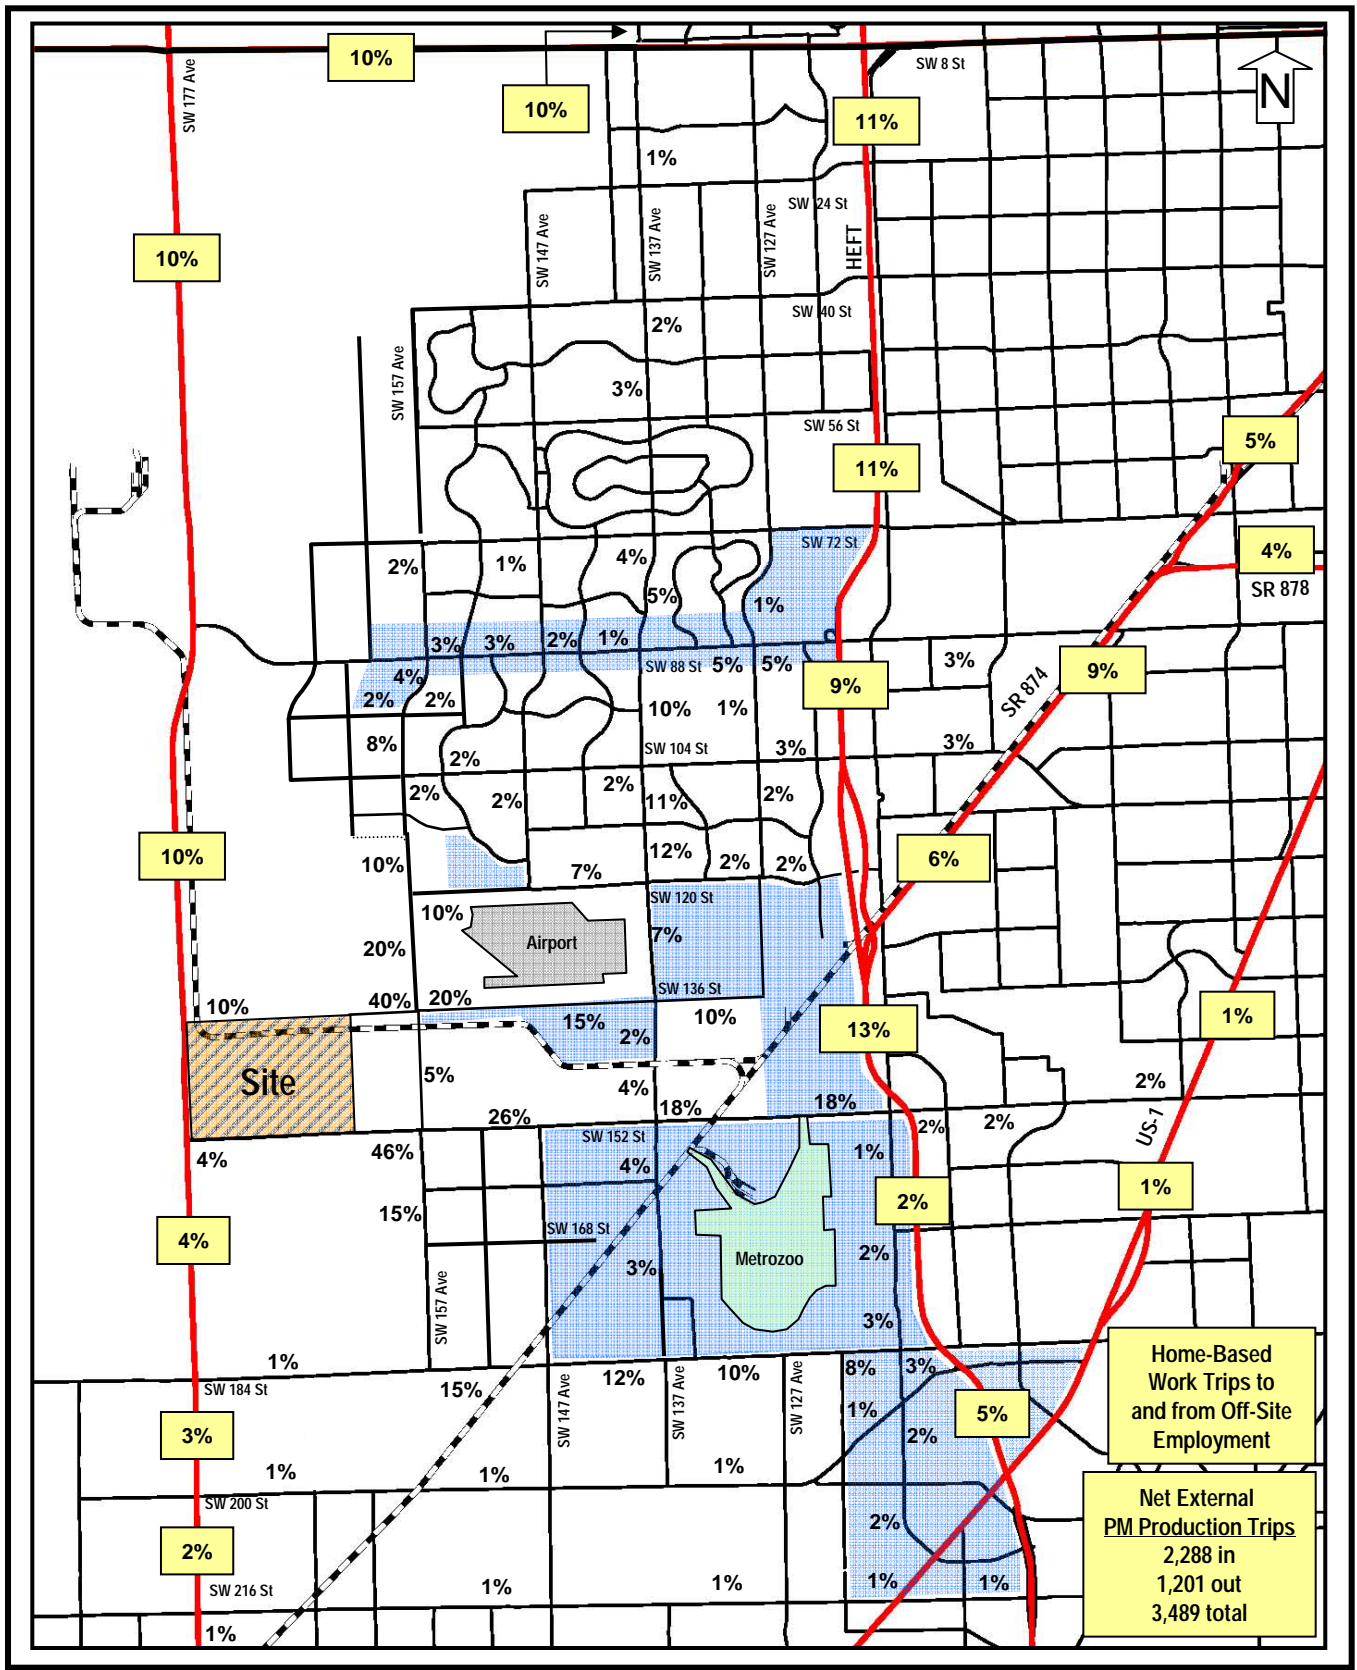 10%
SW 8 St
N
SW 177 Ave
10%
11%
1%
SW 24 St
SW 147 Ave
SW 137 Ave
SW 127 Ave
HEFT
10%
SW 40 St
2%
SW 157 Ave
3%
SW 56 St
5%
11%
SW 72 St
4%
2%
1%
4%
SR 878
5%
1%
3%
3%
2%
1%
SW 88 St
5%
5%
3%
9%
4%
9%
SR 874
2%
2%
10%
1%
8%
SW 104 St
3%
3%
2%
2%
2%
2%
11%
2%
10%
12%
6%
10%
7%
2%
2%
SW 120 St
10%
7%
Airport
20%
SW 136 St
10%
40%
20%
15%
2%
10%
13%
1%
Site
5%
4%
2%
26%
18%
18%
2%
2%
US-1
4%
46%
SW 152 St
1%
4%
2%
1%
15%
SW 168 St
4%
Metrozoo
2%
3%
SW 157 Ave
3%
1%
12%
10%
8%
3%
SW 184 St
15%
SW 147 Ave
SW 137 Ave
SW 127 Ave
1%
5%
3%
2%
1%
1%
1%
SW 200 St
2%
2%
SW 216 St
1%
1%
1%
1%
1%
Home-Based
Work Trips to
and from Off-Site
Employment
Net External
PM Production Trips
2,288 in
1,201 out
3,489 total